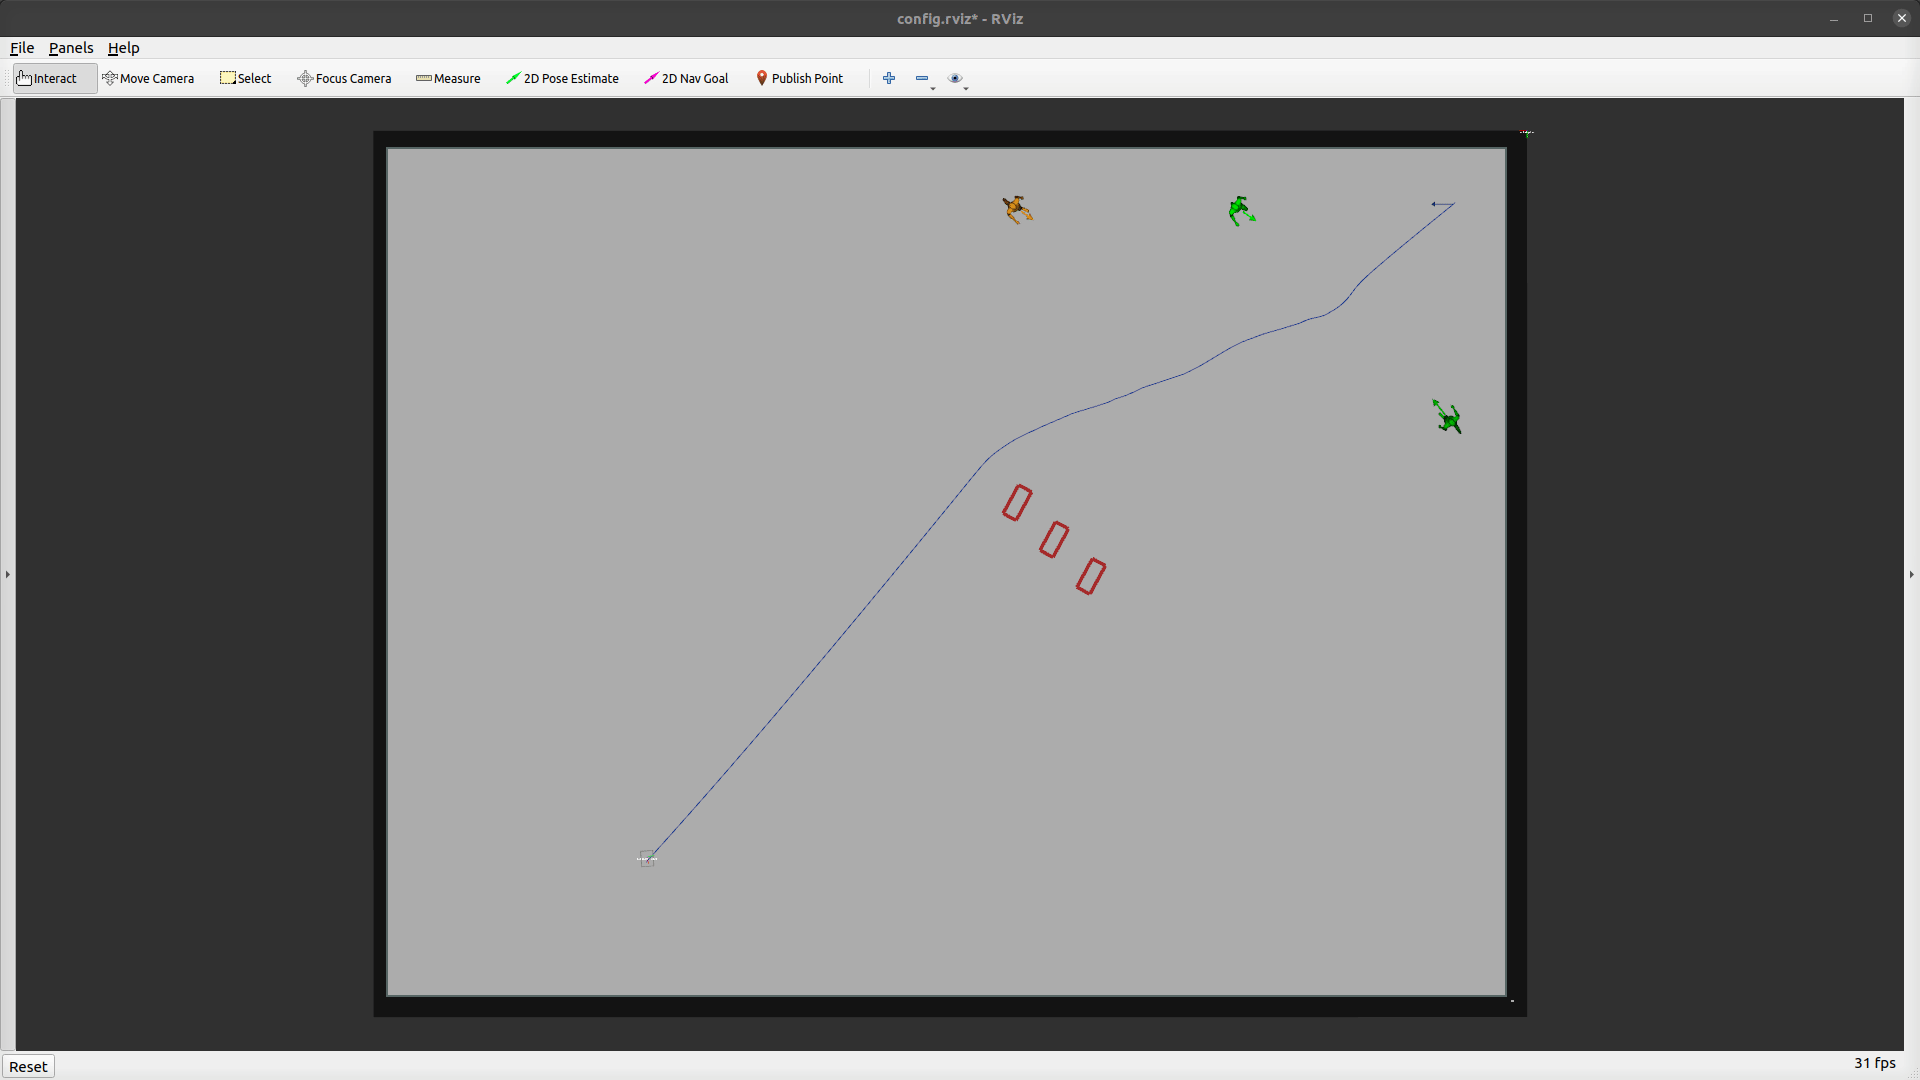 config.rviz* - RViz
File Panels Help
Interact Move Camera Select Focus Camera Measure 2D Pose Estimate 2D Nav Goal Publish Point
Reset
31 fps